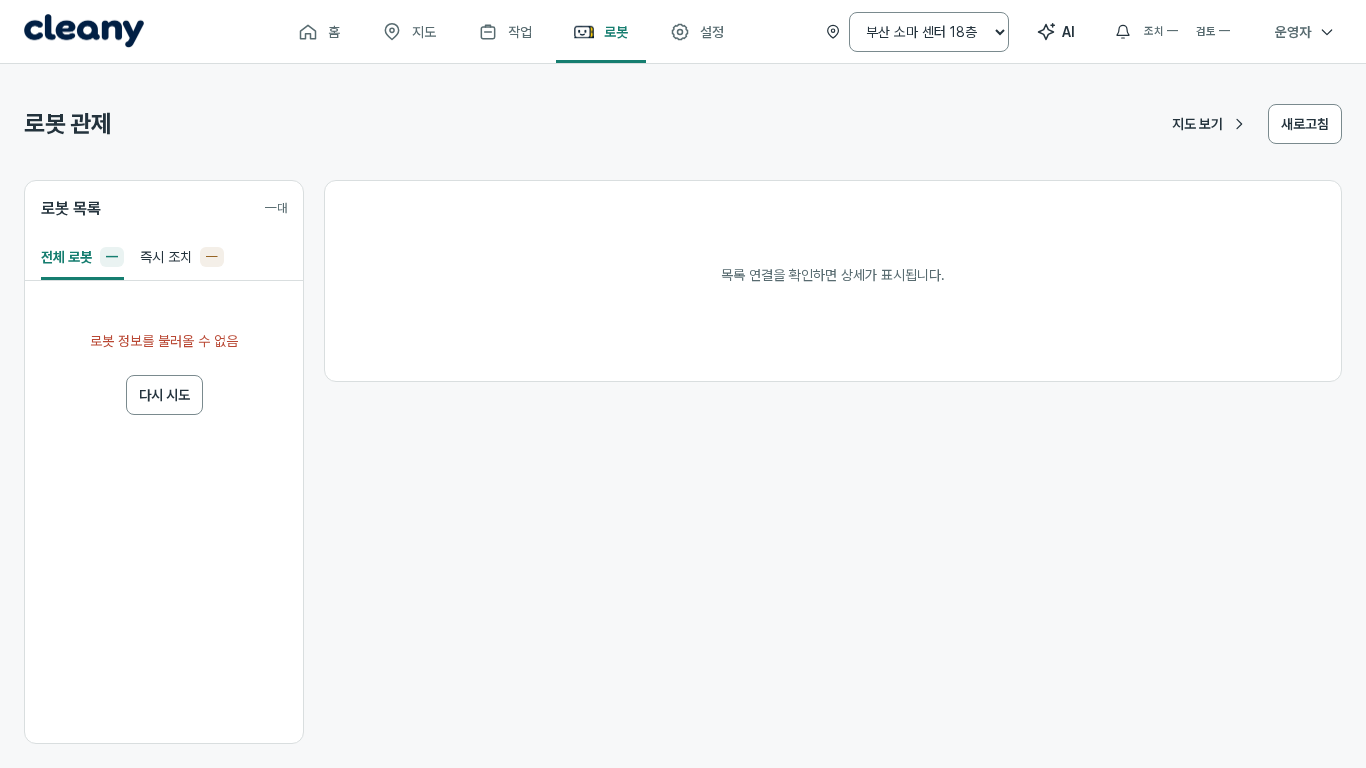 cleany
홈
지도
작업
로봇
설정
부산 소마 센터 18층
AI
조치 —
검토 —
운영자
로봇 관제
지도 보기
새로고침
로봇 목록
—대
전체 로봇 —
즉시 조치 —
로봇 정보를 불러올 수 없음
다시 시도
목록 연결을 확인하면 상세가 표시됩니다.